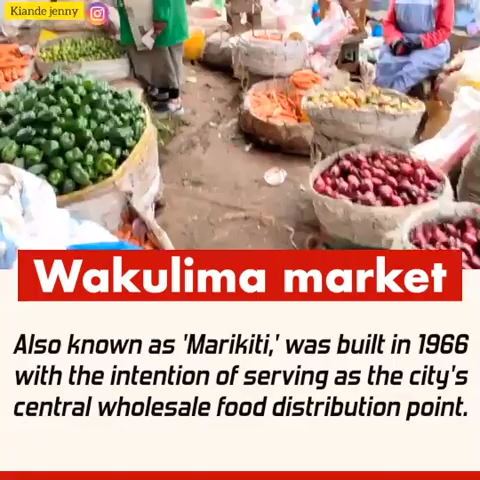 Kiande jenny
Wakulima market
Also known as 'Marikiti,' was built in 1966
with the intention of serving as the city's
central wholesale food distribution point.